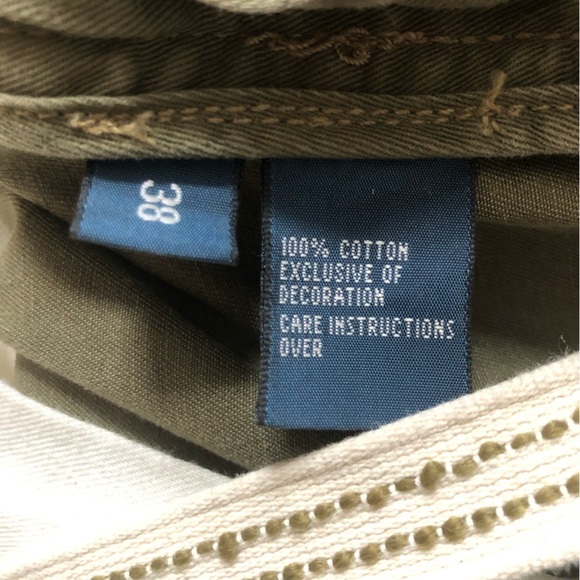 38
100% COTTON
EXCLUSIVE OF
DECORATION
CARE INSTRUCTIONS
OVER